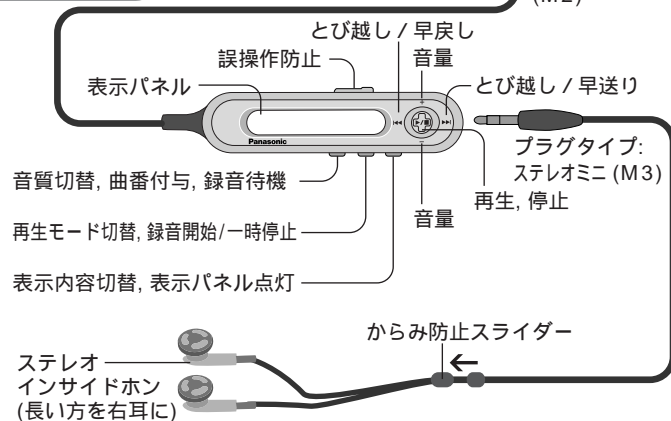 とび越し / 早戻し
誤操作防止
音量
表示パネル
とび越し / 早送り
+
Panasonic
−
プラグタイプ:
ステレオミニ (M3)
音質切替, 曲番付与, 録音待機
再生, 停止
音量
再生モード切替, 録音開始/一時停止
表示内容切替, 表示パネル点灯
からみ防止スライダー
ステレオ
インサイドホン
(長い方を右耳に)